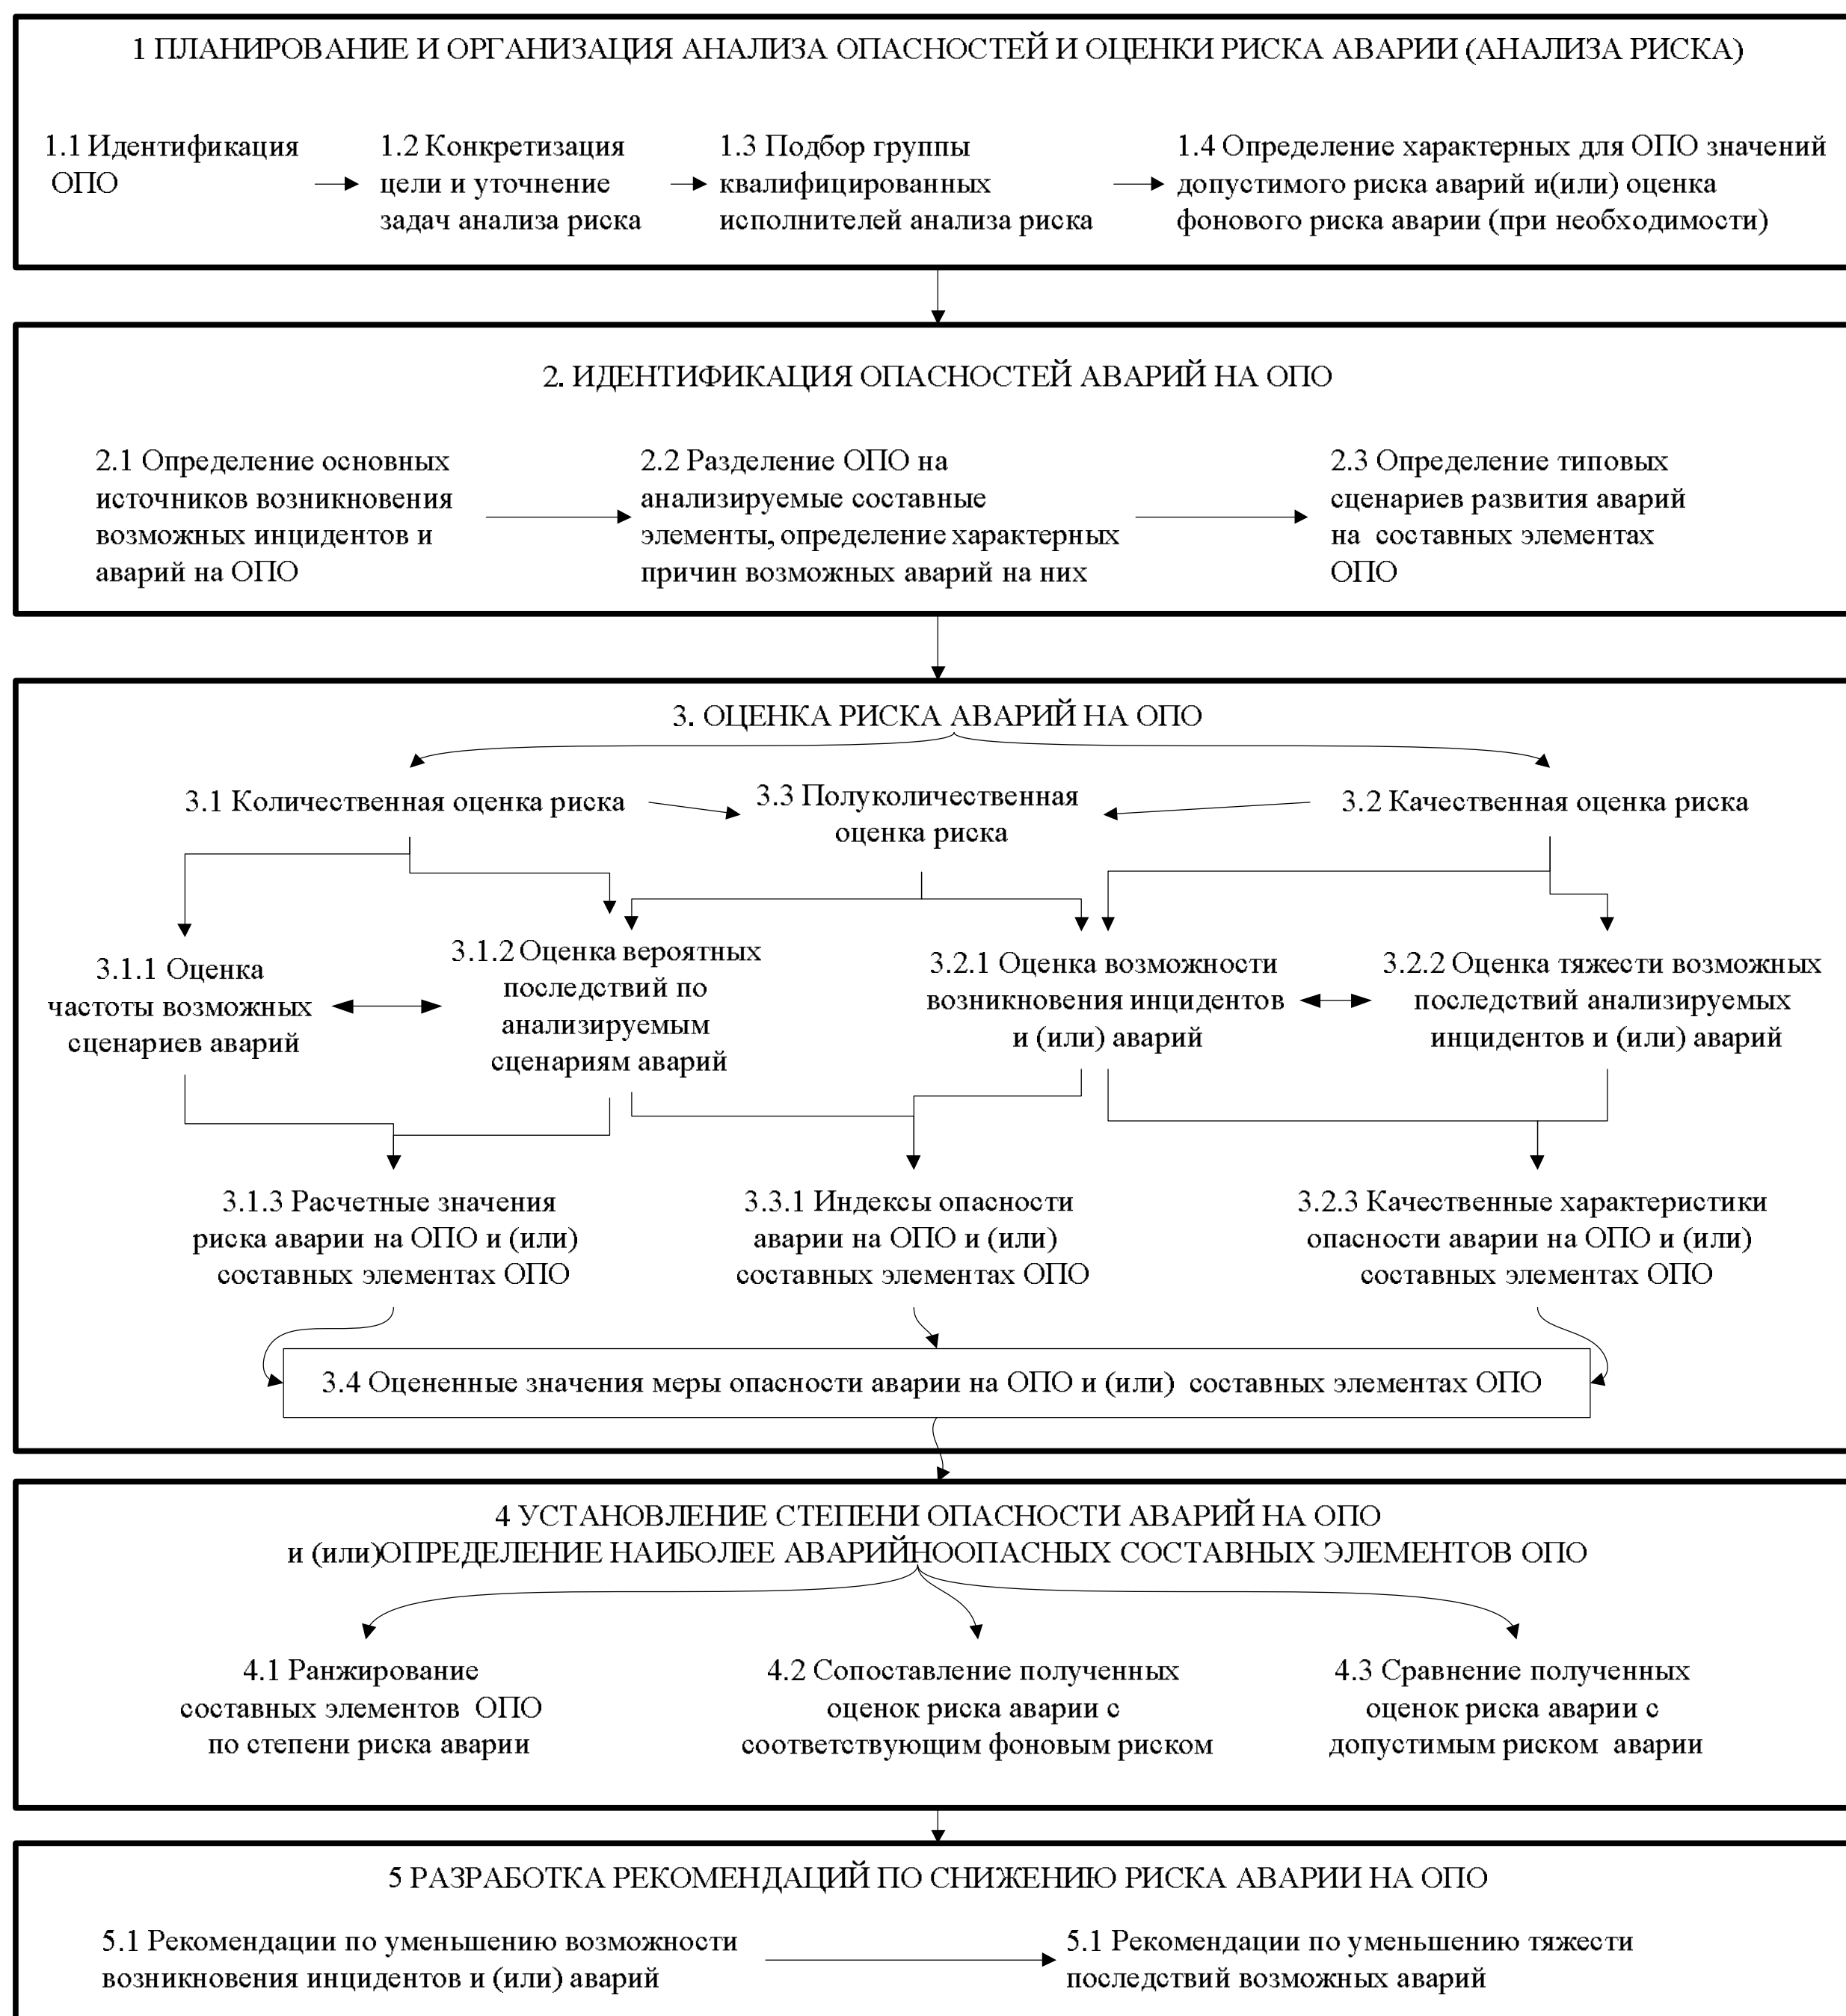 1 ПЛАНИРОВАНИЕ И ОРГАНИЗАЦИЯ АНАЛИЗА ОПАСНОСТЕЙ И ОЦЕНКИ РИСКА АВАРИИ (АНАЛИЗА РИСКА)
1.1 Идентификация
ОПО
1.2 Конкретизация
цели и уточнение
задач анализа риска
1.3 Подбор группы
квалифицированных
исполнителей анализа риска
1.4 Определение характерных для ОПО значений
допустимого риска аварий и(или) оценка
фонового риска аварии (при необходимости)
2. ИДЕНТИФИКАЦИЯ ОПАСНОСТЕЙ АВАРИЙ НА ОПО
2.1 Определение основных
источников возникновения
возможных инцидентов и
аварий на ОПО
2.2 Разделение ОПО на
анализируемые составные
элементы, определение характерных
причин возможных аварий на них
2.3 Определение типовых
сценариев развития аварий
на составных элементах
ОПО
3. ОЦЕНКА РИСКА АВАРИЙ НА ОПО
3.1 Количественная оценка риска
3.3 Полуколичественная
оценка риска
3.2 Качественная оценка риска
3.1.1 Оценка
частоты возможных
сценариев аварий
3.1.2 Оценка вероятных
последствий по
анализируемым
сценариям аварий
3.2.1 Оценка возможности
возникновения инцидентов
и (или) аварий
3.2.2 Оценка тяжести возможных
последствий анализируемых
инцидентов и (или) аварий
3.1.3 Расчетные значения
риска аварии на ОПО и (или)
составных элементах ОПО
3.3.1 Индексы опасности
аварии на ОПО и (или)
составных элементах ОПО
3.2.3 Качественные характеристики
опасности аварии на ОПО и (или)
составных элементах ОПО
3.4 Оцененные значения меры опасности аварии на ОПО и (или) составных элементах ОПО
4 УСТАНОВЛЕНИЕ СТЕПЕНИ ОПАСНОСТИ АВАРИЙ НА ОПО
и (или)ОПРЕДЕЛЕНИЕ НАИБОЛЕЕ АВАРИЙНООПАСНЫХ СОСТАВНЫХ ЭЛЕМЕНТОВ ОПО
4.1 Ранжирование
составных элементов ОПО
по степени риска аварии
4.2 Сопоставление полученных
оценок риска аварии с
соответствующим фоновым риском
4.3 Сравнение полученных
оценок риска аварии с
допустимым риском аварии
5 РАЗРАБОТКА РЕКОМЕНДАЦИЙ ПО СНИЖЕНИЮ РИСКА АВАРИИ НА ОПО
5.1 Рекомендации по уменьшению возможности
возникновения инцидентов и (или) аварий
5.1 Рекомендации по уменьшению тяжести
последствий возможных аварий